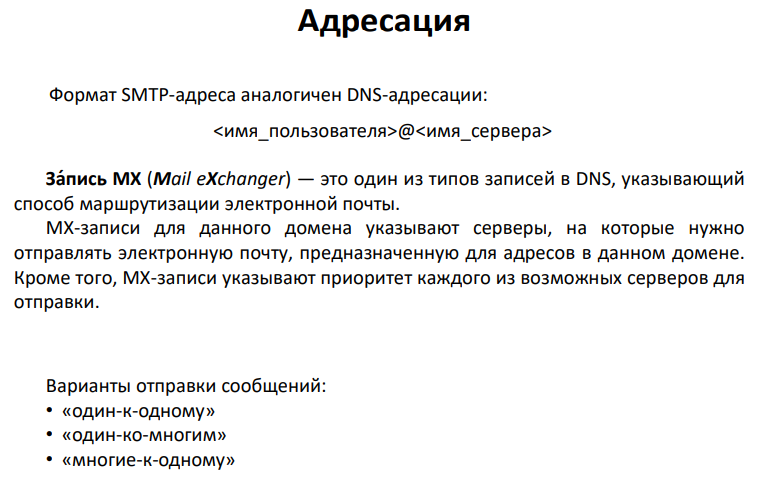 Адресация
Формат SMTP-адреса аналогичен DNS-адресации:
<имя_пользователя>@<имя_сервера>
За́пись MX (Mail eXchanger) — это один из типов записей в DNS, указывающий
способ маршрутизации электронной почты.
MX-записи для данного домена указывают серверы, на которые нужно
отправлять электронную почту, предназначенную для адресов в данном домене.
Кроме того, MX-записи указывают приоритет каждого из возможных серверов для
отправки.
Варианты отправки сообщений:
• «один-к-одному»
• «один-ко-многим»
• «многие-к-одному»